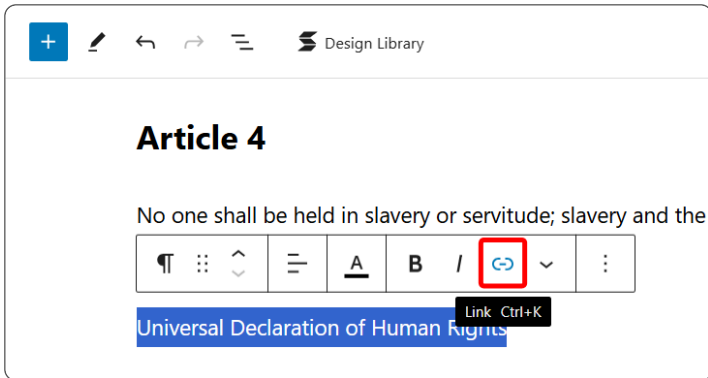 Design Library
Article 4
No one shall be held in slavery or servitude; slavery and the
A B I
Link Ctrl+K
Universal Declaration of Human Rights